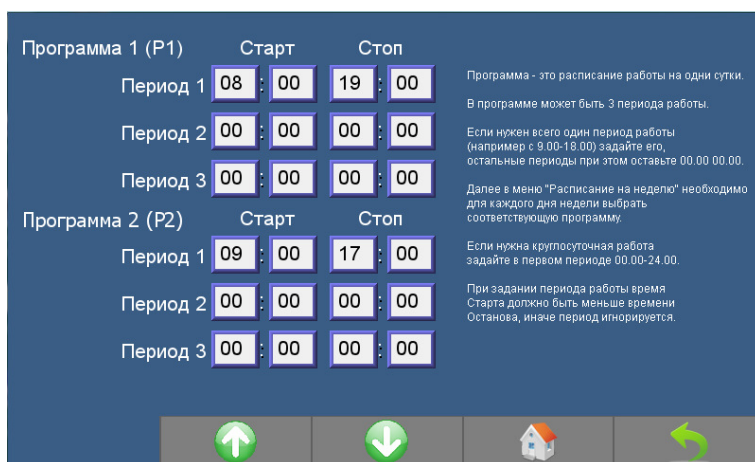 Программа 1 (P1) Старт Стоп
Период 1 08 : 00 19 : 00
Период 2 00 : 00 00 : 00
Период 3 00 : 00 00 : 00
Программа 2 (P2) Старт Стоп
Период 1 09 : 00 17 : 00
Период 2 00 : 00 00 : 00
Период 3 00 : 00 00 : 00
Программа - это расписание работы на одни сутки.
В программе может быть 3 периода работы.
Если нужен всего один период работы
(например с 9.00-18.00) задайте его,
остальные периоды при этом оставьте 00.00 00.00.
Далее в меню "Расписание на неделю" необходимо
для каждого дня недели выбрать
соответствующую программу.
Если нужна круглосуточная работа
задайте в первом периоде 00.00-24.00.
При задании периода работы время
Старта должно быть меньше времени
Останова, иначе период игнорируется.